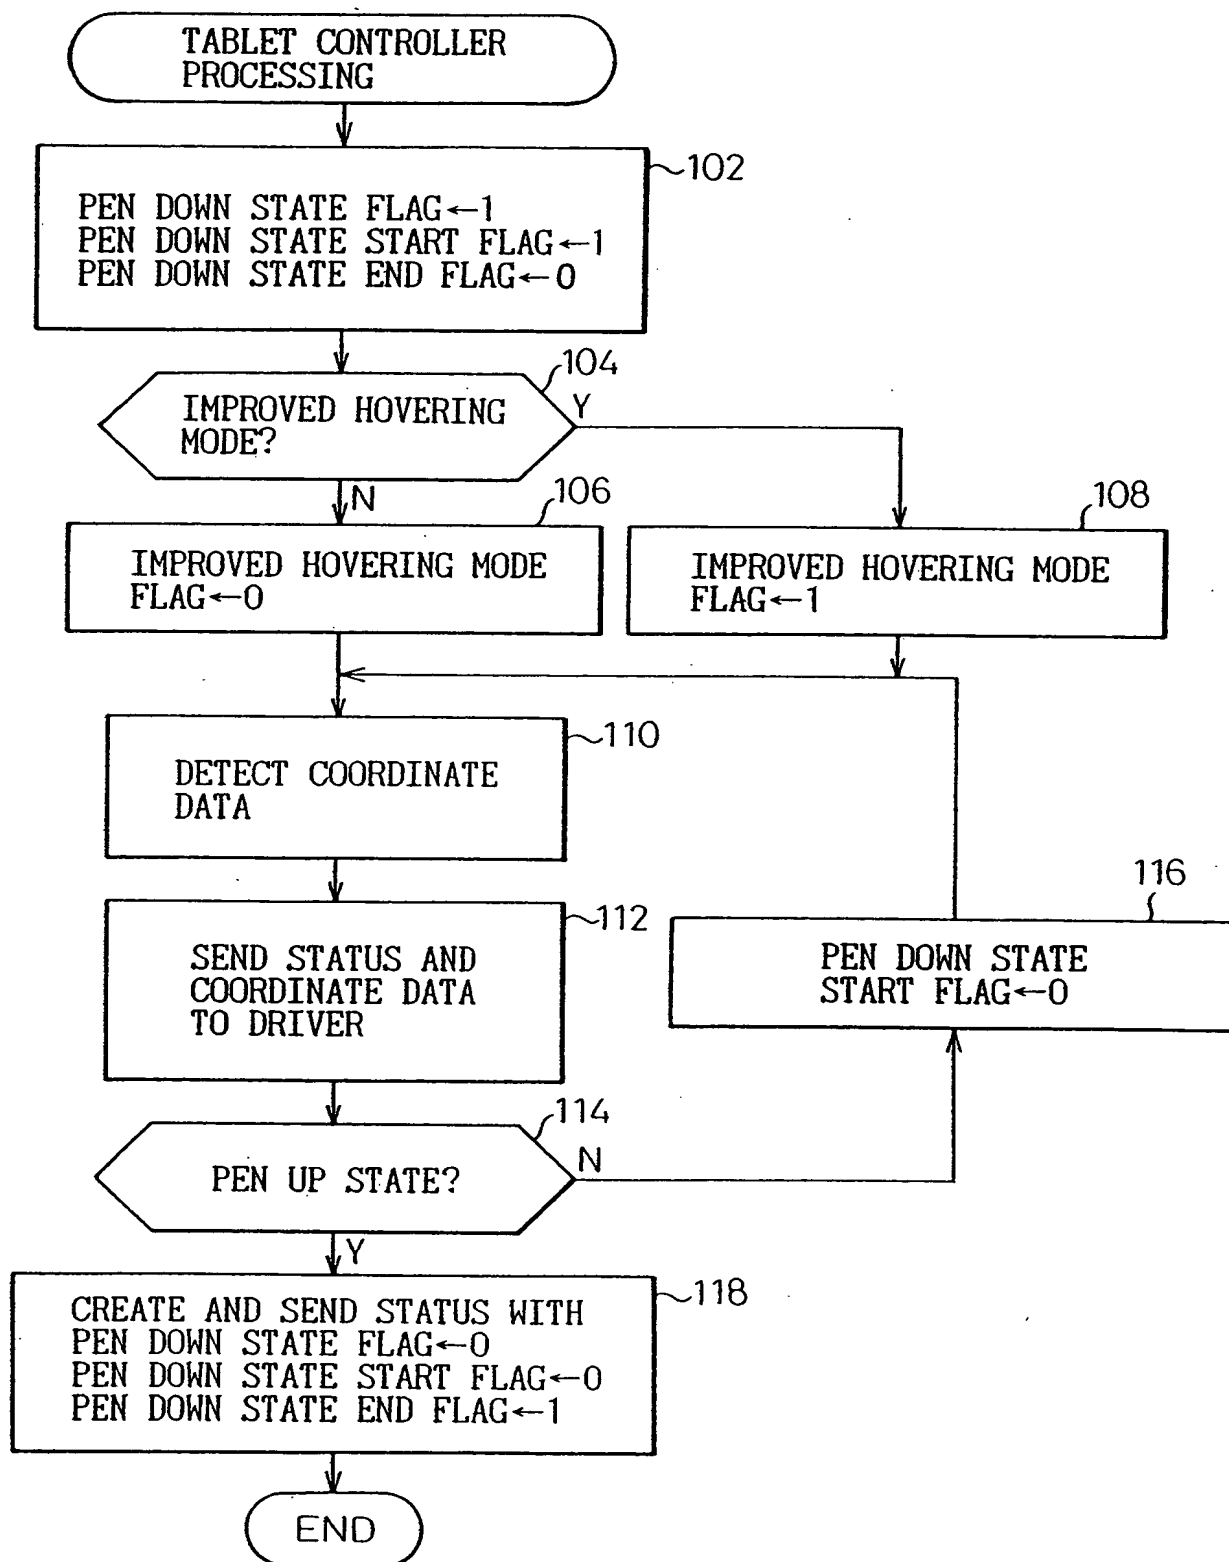 TABLET CONTROLLER
PROCESSING
102
PEN DOWN STATE FLAG←1
PEN DOWN STATE START FLAG←1
PEN DOWN STATE END FLAG←0
104
IMPROVED HOVERING
MODE?
Y
N
106
IMPROVED HOVERING MODE
FLAG←0
108
IMPROVED HOVERING MODE
FLAG←1
110
DETECT COORDINATE
DATA
112
SEND STATUS AND
COORDINATE DATA
TO DRIVER
116
PEN DOWN STATE
START FLAG←0
114
PEN UP STATE?
N
Y
118
CREATE AND SEND STATUS WITH
PEN DOWN STATE FLAG←0
PEN DOWN STATE START FLAG←0
PEN DOWN STATE END FLAG←1
END